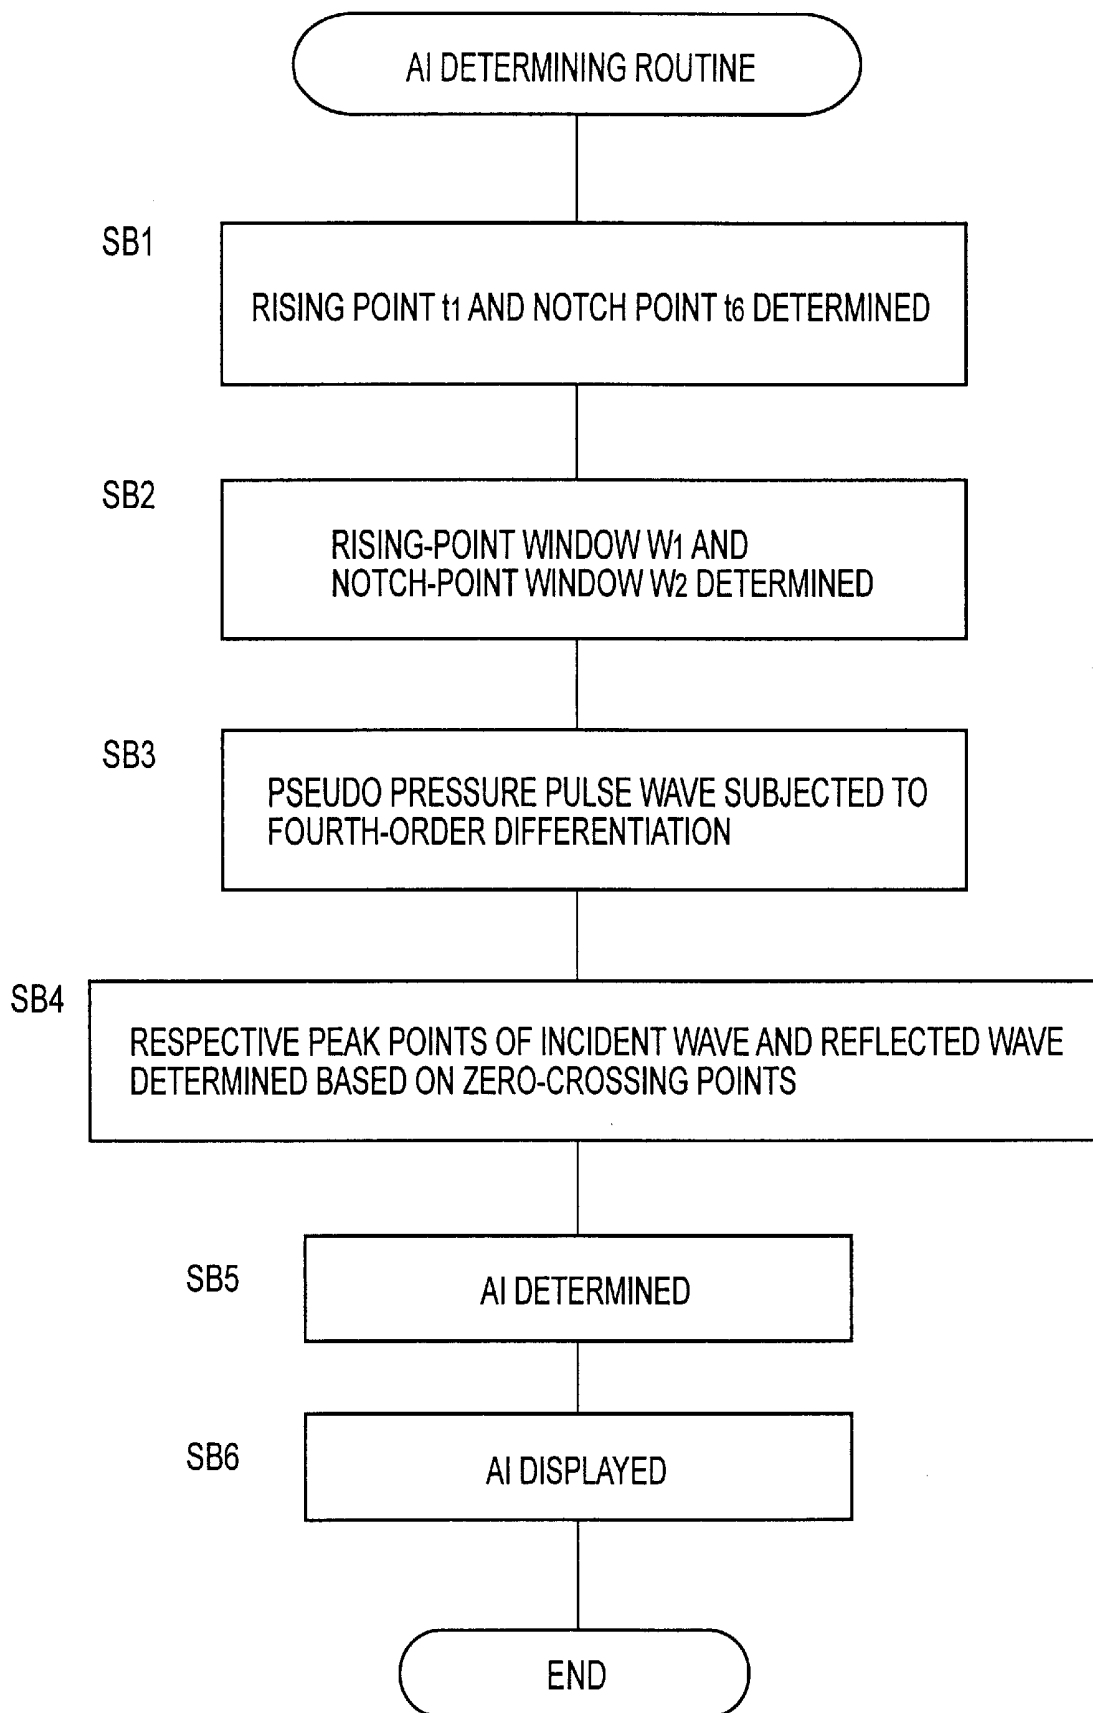 AI DETERMINING ROUTINE
SB1
RISING POINT t1 AND NOTCH POINT t6 DETERMINED
SB2
RISING-POINT WINDOW W1 AND
NOTCH-POINT WINDOW W2 DETERMINED
SB3
PSEUDO PRESSURE PULSE WAVE SUBJECTED TO
FOURTH-ORDER DIFFERENTIATION
SB4
RESPECTIVE PEAK POINTS OF INCIDENT WAVE AND REFLECTED WAVE
DETERMINED BASED ON ZERO-CROSSING POINTS
SB5
AI DETERMINED
SB6
AI DISPLAYED
END